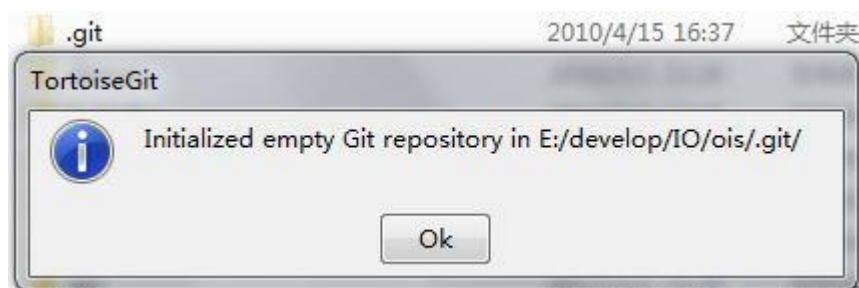 .git 2010/4/15 16:37 文件夹
TortoiseGit
Initialized empty Git repository in E:/develop/IO/ois/.git/
Ok